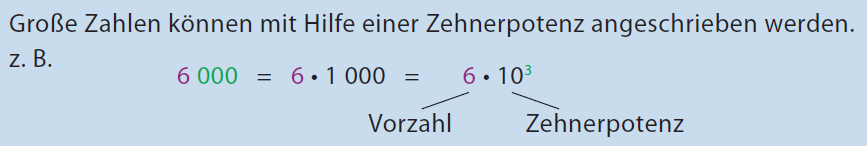 Große Zahlen können mit Hilfe einer Zehnerpotenz angeschrieben werden.
z. B.
6 000 = 6 • 1 000 = 6 • 10³
Vorzahl Zehnerpotenz